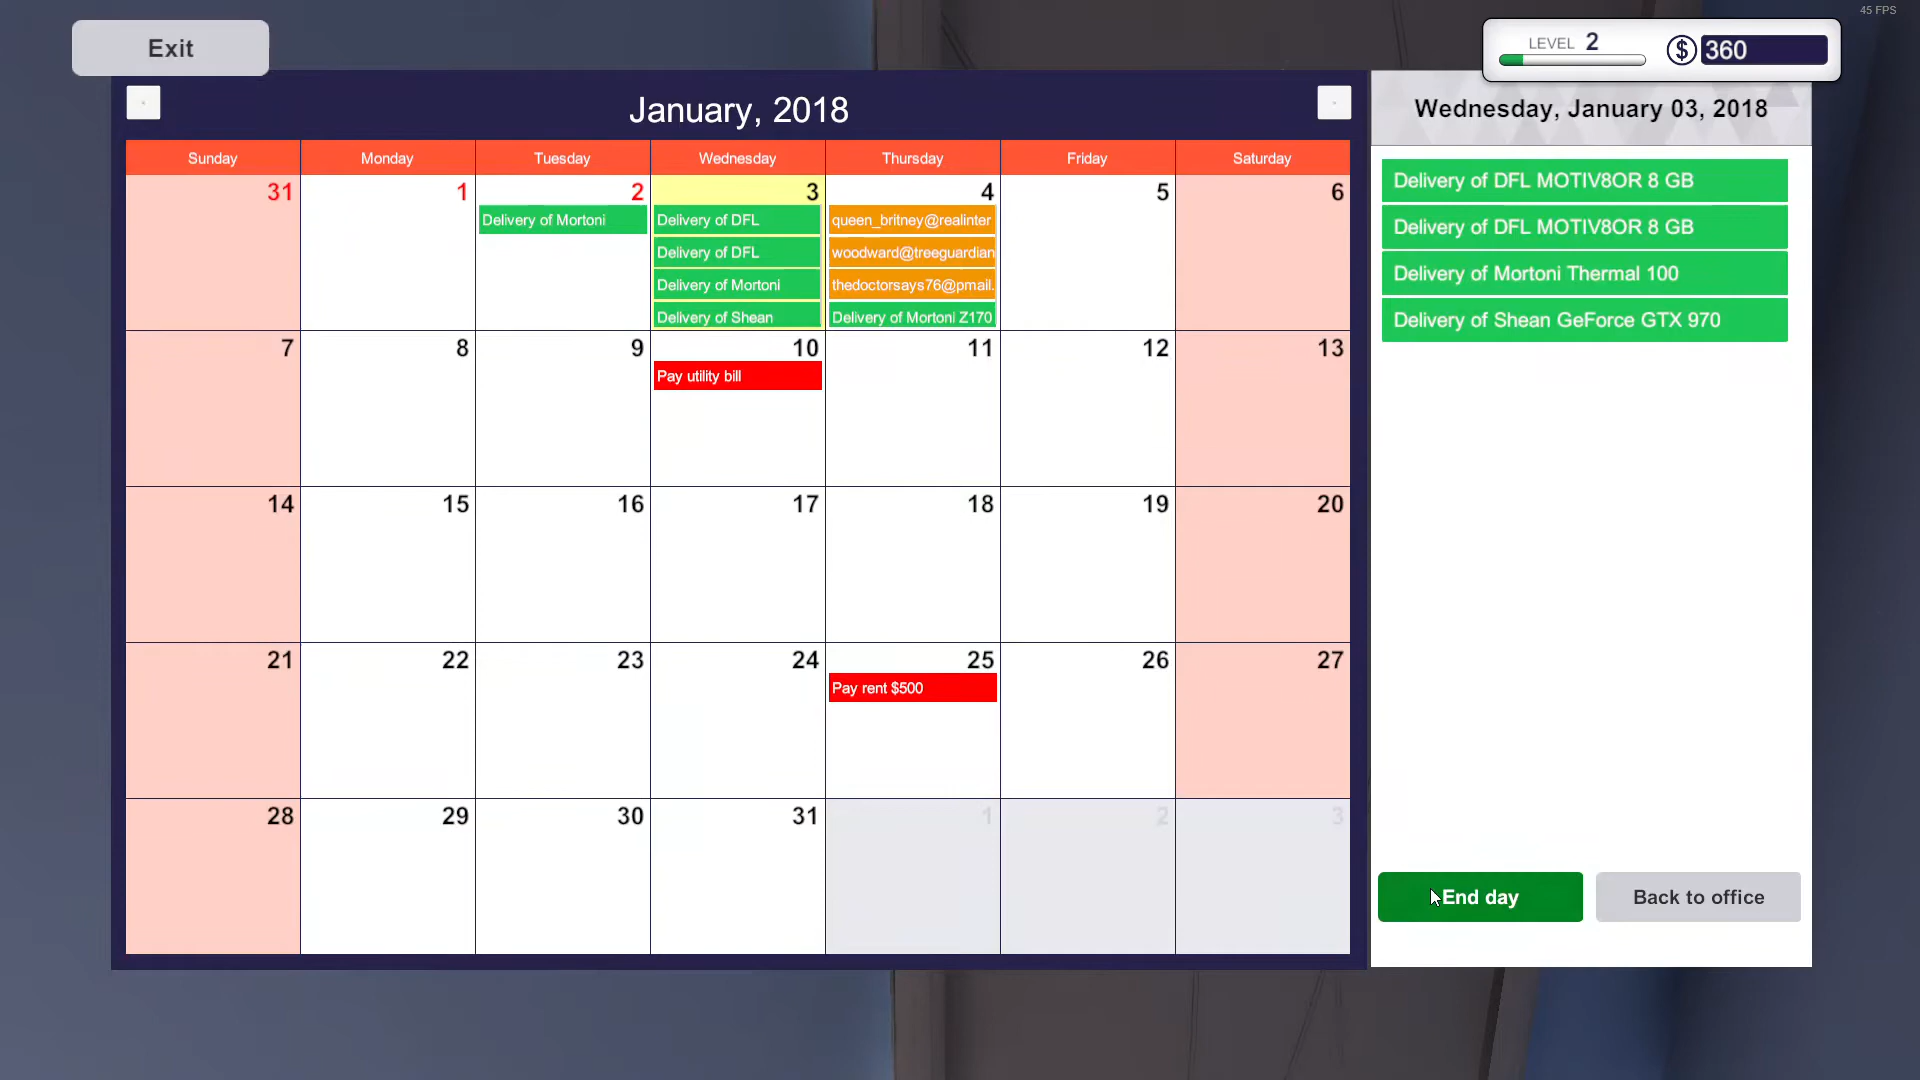 45 FPS
Exit
LEVEL 2
$ 360
January, 2018
Wednesday, January 03, 2018
Sunday Monday Tuesday Wednesday Thursday Friday Saturday
31 1 2 3 4 5 6
Delivery of Mortoni
Delivery of DFL
Delivery of DFL
Delivery of Mortoni
Delivery of Shean
queen_britney@realinter
woodward@treeguardian
thedoctorsays76@pmail.
Delivery of Mortoni Z170
7 8 9 10 11 12 13
Pay utility bill
14 15 16 17 18 19 20
21 22 23 24 25 26 27
Pay rent $500
28 29 30 31 1 2 3
Delivery of DFL MOTIV8OR 8 GB
Delivery of DFL MOTIV8OR 8 GB
Delivery of Mortoni Thermal 100
Delivery of Shean GeForce GTX 970
End day
Back to office